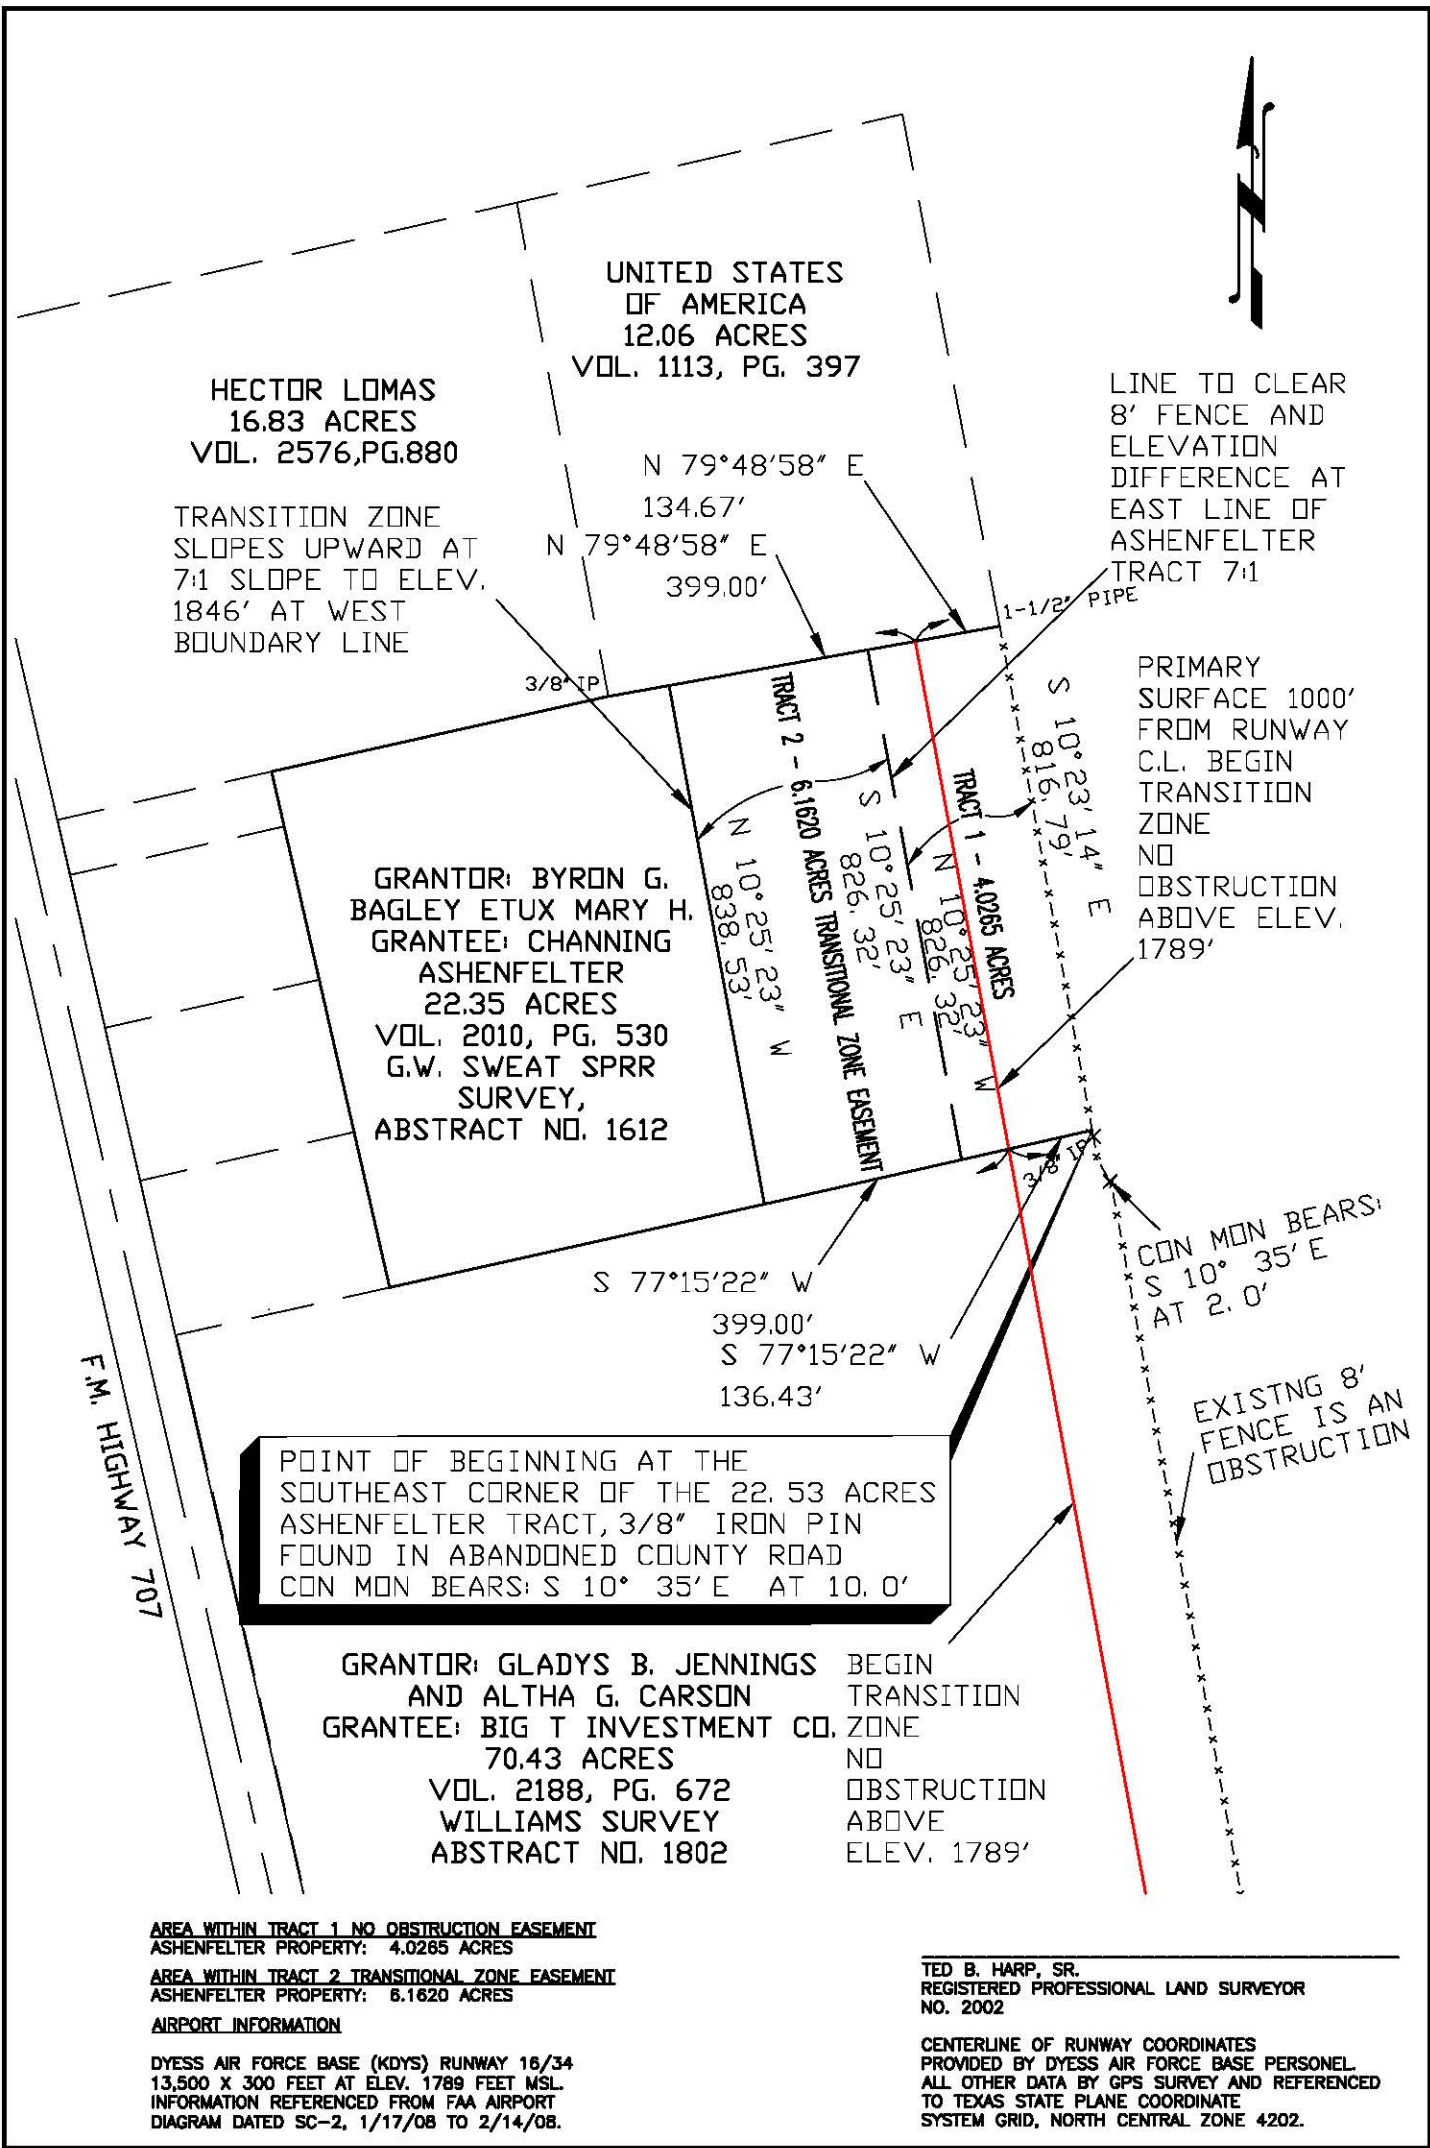 UNITED STATES
OF AMERICA
12.06 ACRES
VOL. 1113, PG. 397
HECTOR LOMAS
16.83 ACRES
VOL. 2576,PG.880
LINE TO CLEAR
8' FENCE AND
ELEVATION
DIFFERENCE AT
EAST LINE OF
ASHENFELTER
TRACT 7:1
N 79°48'58" E
134.67'
N 79°48'58" E
399.00'
TRANSITION ZONE
SLOPES UPWARD AT
7:1 SLOPE TO ELEV.
1846' AT WEST
BOUNDARY LINE
1-1/2" PIPE
3/8" IP
PRIMARY
SURFACE 1000'
FROM RUNWAY
C.L. BEGIN
TRANSITION
ZONE
NO
OBSTRUCTION
ABOVE ELEV.
1789'
S 10°23'14" E
816.79'
TRACT 1 - 4.0265 ACRES
N 10°25'23" W
826.32'
S 10°25'23" E
826.32'
TRACT 2 - 6.1620 ACRES TRANSITIONAL ZONE EASEMENT
N 10°25'23" W
838.53'
GRANTOR: BYRON G.
BAGLEY ETUX MARY H.
GRANTEE: CHANNING
ASHENFELTER
22.35 ACRES
VOL. 2010, PG. 530
G.W. SWEAT SPRR
SURVEY,
ABSTRACT NO. 1612
3/8" IP
CON MON BEARS:
S 10° 35' E
AT 2.0'
S 77°15'22" W
399.00'
S 77°15'22" W
136.43'
EXISTNG 8'
FENCE IS AN
OBSTRUCTION
F.M. HIGHWAY 707
POINT OF BEGINNING AT THE
SOUTHEAST CORNER OF THE 22.53 ACRES
ASHENFELTER TRACT, 3/8" IRON PIN
FOUND IN ABANDONED COUNTY ROAD
CON MON BEARS: S 10° 35' E AT 10.0'
GRANTOR: GLADYS B. JENNINGS
AND ALTHA G. CARSON
GRANTEE: BIG T INVESTMENT CO.
70.43 ACRES
VOL. 2188, PG. 672
WILLIAMS SURVEY
ABSTRACT NO. 1802
BEGIN
TRANSITION
ZONE
NO
OBSTRUCTION
ABOVE
ELEV. 1789'
AREA WITHIN TRACT 1 NO OBSTRUCTION EASEMENT
ASHENFELTER PROPERTY: 4.0265 ACRES
AREA WITHIN TRACT 2 TRANSITIONAL ZONE EASEMENT
ASHENFELTER PROPERTY: 6.1620 ACRES
AIRPORT INFORMATION
DYESS AIR FORCE BASE (KDYS) RUNWAY 16/34
13,500 X 300 FEET AT ELEV. 1789 FEET MSL.
INFORMATION REFERENCED FROM FAA AIRPORT
DIAGRAM DATED SC-2, 1/17/08 TO 2/14/08.
TED B. HARP, SR.
REGISTERED PROFESSIONAL LAND SURVEYOR
NO. 2002
CENTERLINE OF RUNWAY COORDINATES
PROVIDED BY DYESS AIR FORCE BASE PERSONEL.
ALL OTHER DATA BY GPS SURVEY AND REFERENCED
TO TEXAS STATE PLANE COORDINATE
SYSTEM GRID, NORTH CENTRAL ZONE 4202.